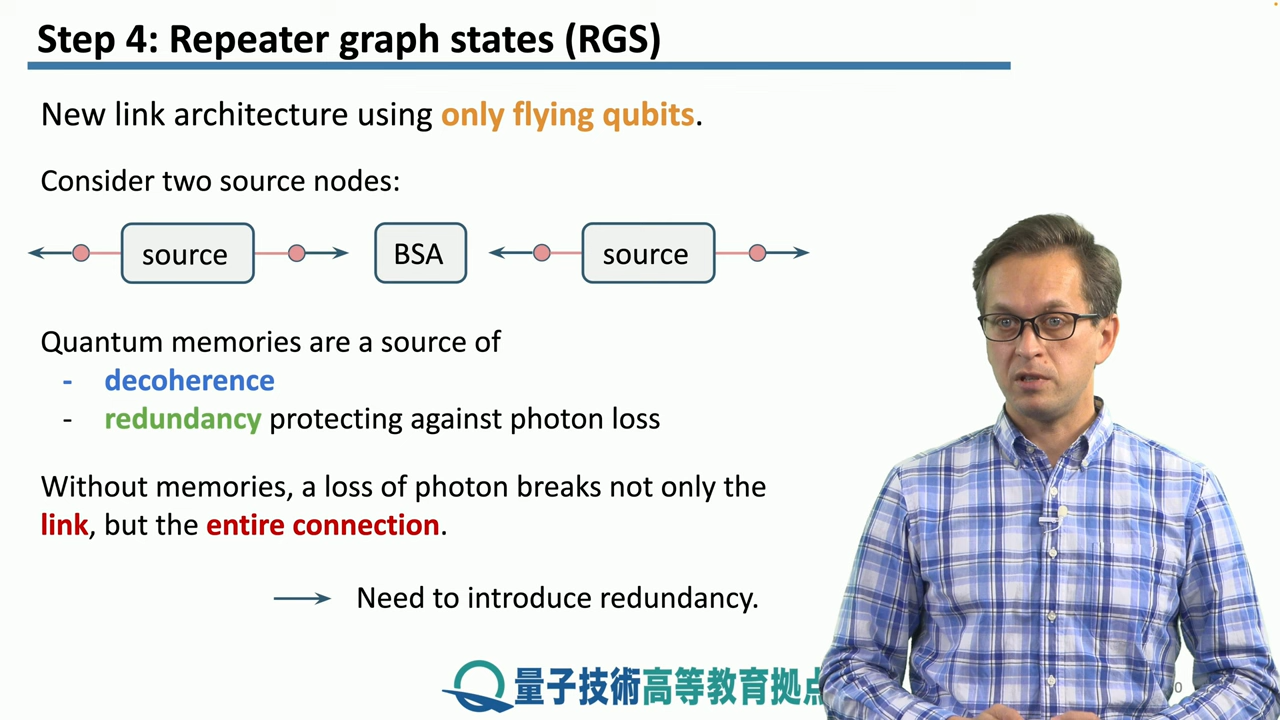 Step 4: Repeater graph states (RGS)
New link architecture using only flying qubits.
Consider two source nodes:
source BSA source
Quantum memories are a source of
- decoherence
- redundancy protecting against photon loss
Without memories, a loss of photon breaks not only the
link, but the entire connection.
Need to introduce redundancy.
量子技術高等教育拠点
0